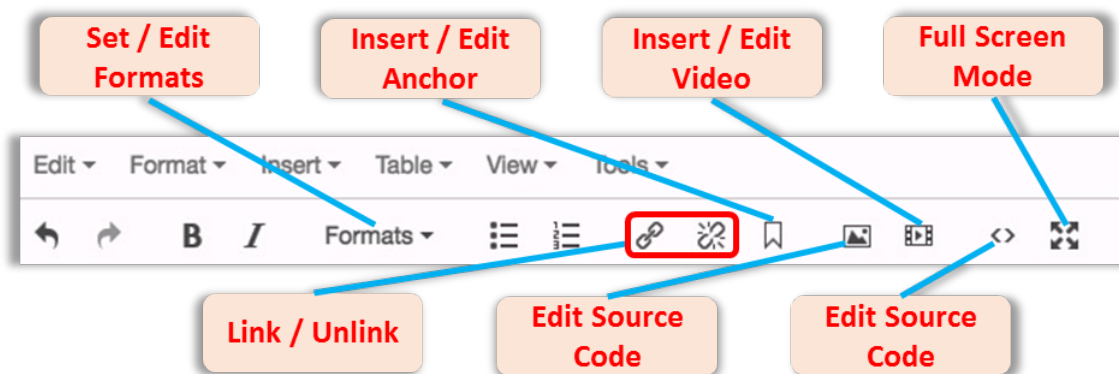 Set / Edit
Formats
Insert / Edit
Anchor
Insert / Edit
Video
Full Screen
Mode
Edit Format Insert Table View Tools
B I Formats
Link / Unlink
Edit Source
Code
Edit Source
Code